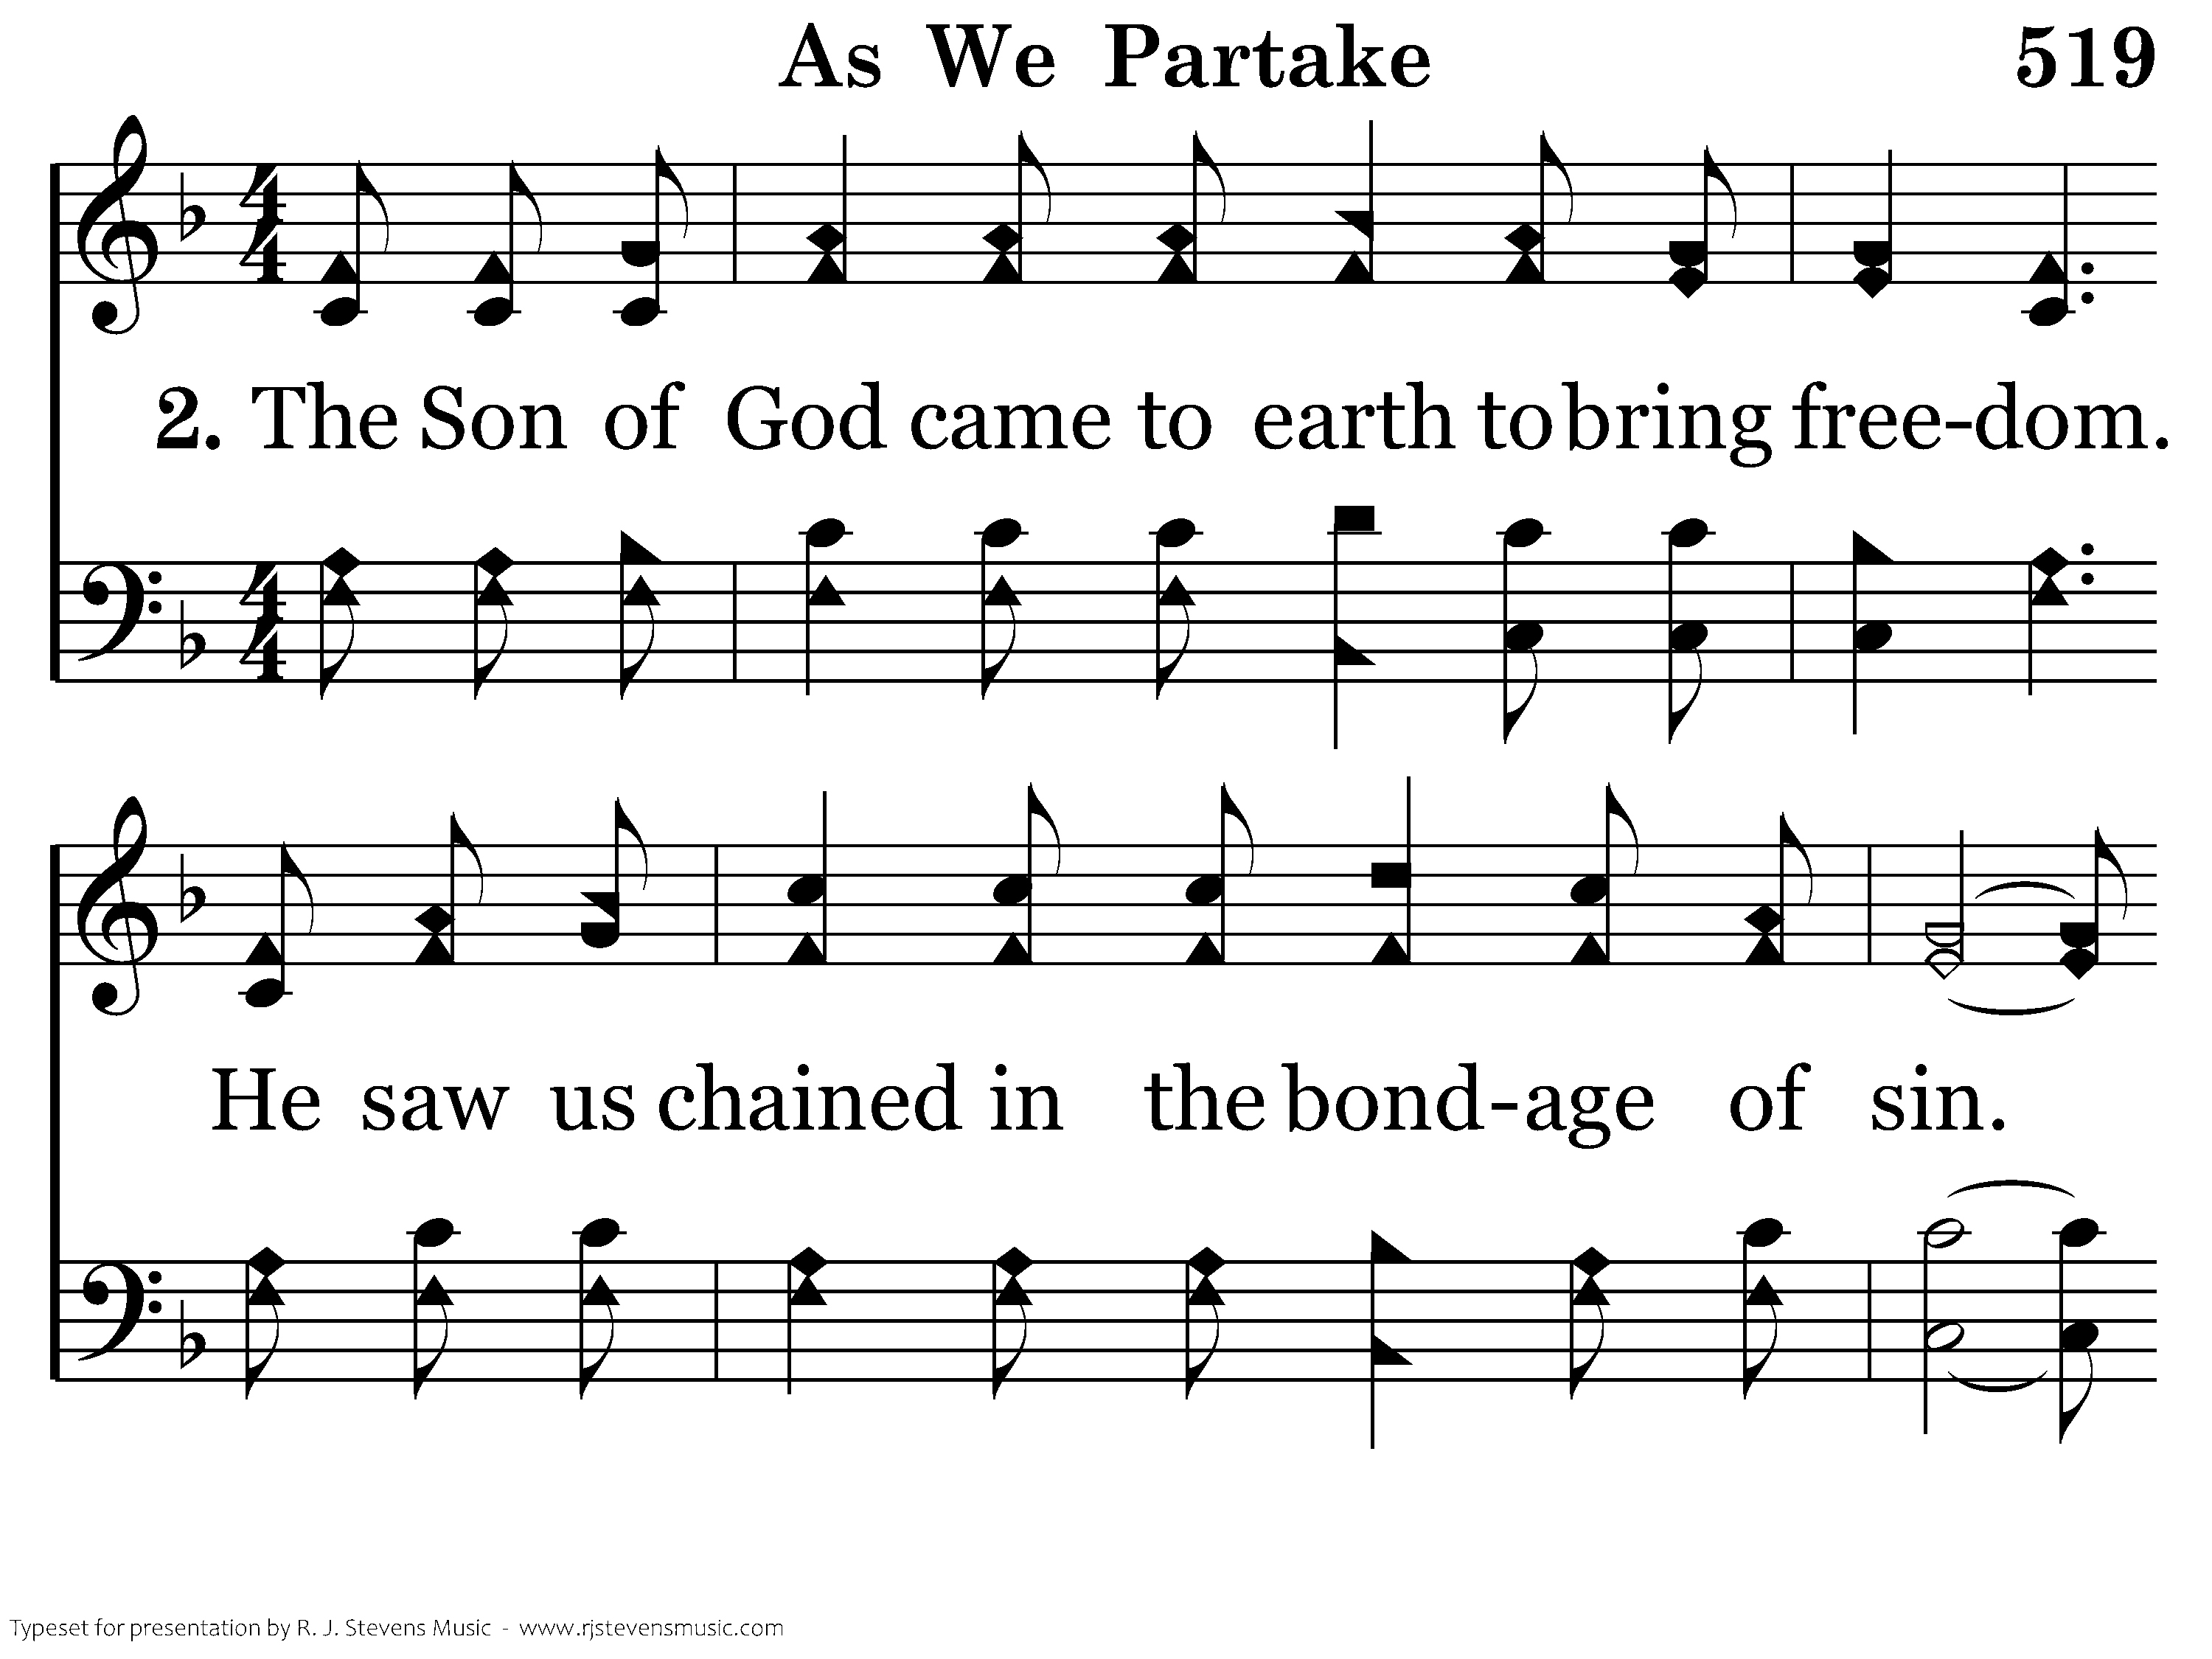 As We Partake 519
2. The Son of God came to earth to bring free-dom.
He saw us chained in the bond-age of sin.
Typeset for presentation by R. J. Stevens Music - www.rjstevensmusic.com